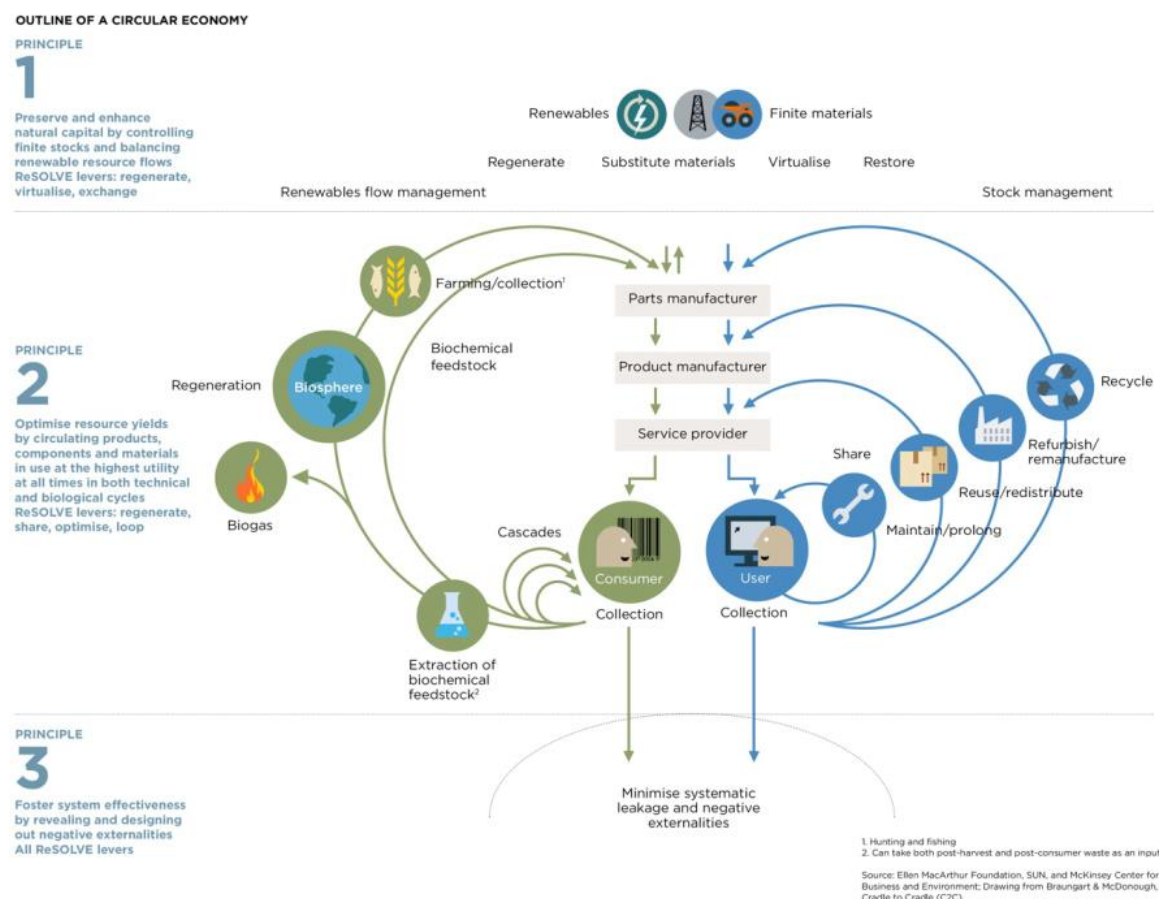 OUTLINE OF A CIRCULAR ECONOMY
PRINCIPLE
1
Preserve and enhance
natural capital by controlling
finite stocks and balancing
renewable resource flows
ReSOLVE levers: regenerate,
virtualise, exchange
Renewables
Finite materials
Regenerate
Substitute materials
Virtualise
Restore
Renewables flow management
Stock management
PRINCIPLE
2
Optimise resource yields
by circulating products,
components and materials
in use at the highest utility
at all times in both technical
and biological cycles
ReSOLVE levers: regenerate,
share, optimise, loop
Farming/collection¹
Biochemical
feedstock
Regeneration
Biosphere
Biogas
Cascades
Extraction of
biochemical
feedstock²
Parts manufacturer
Product manufacturer
Service provider
Consumer
Collection
User
Collection
Share
Maintain/prolong
Reuse/redistribute
Refurbish/
remanufacture
Recycle
PRINCIPLE
3
Foster system effectiveness
by revealing and designing
out negative externalities
All ReSOLVE levers
Minimise systematic
leakage and negative
externalities
1. Hunting and fishing
2. Can take both post-harvest and post-consumer waste as an input
Source: Ellen MacArthur Foundation, SUN, and McKinsey Center for
Business and Environment; Drawing from Braungart & McDonough,
Cradle to Cradle (C2C)